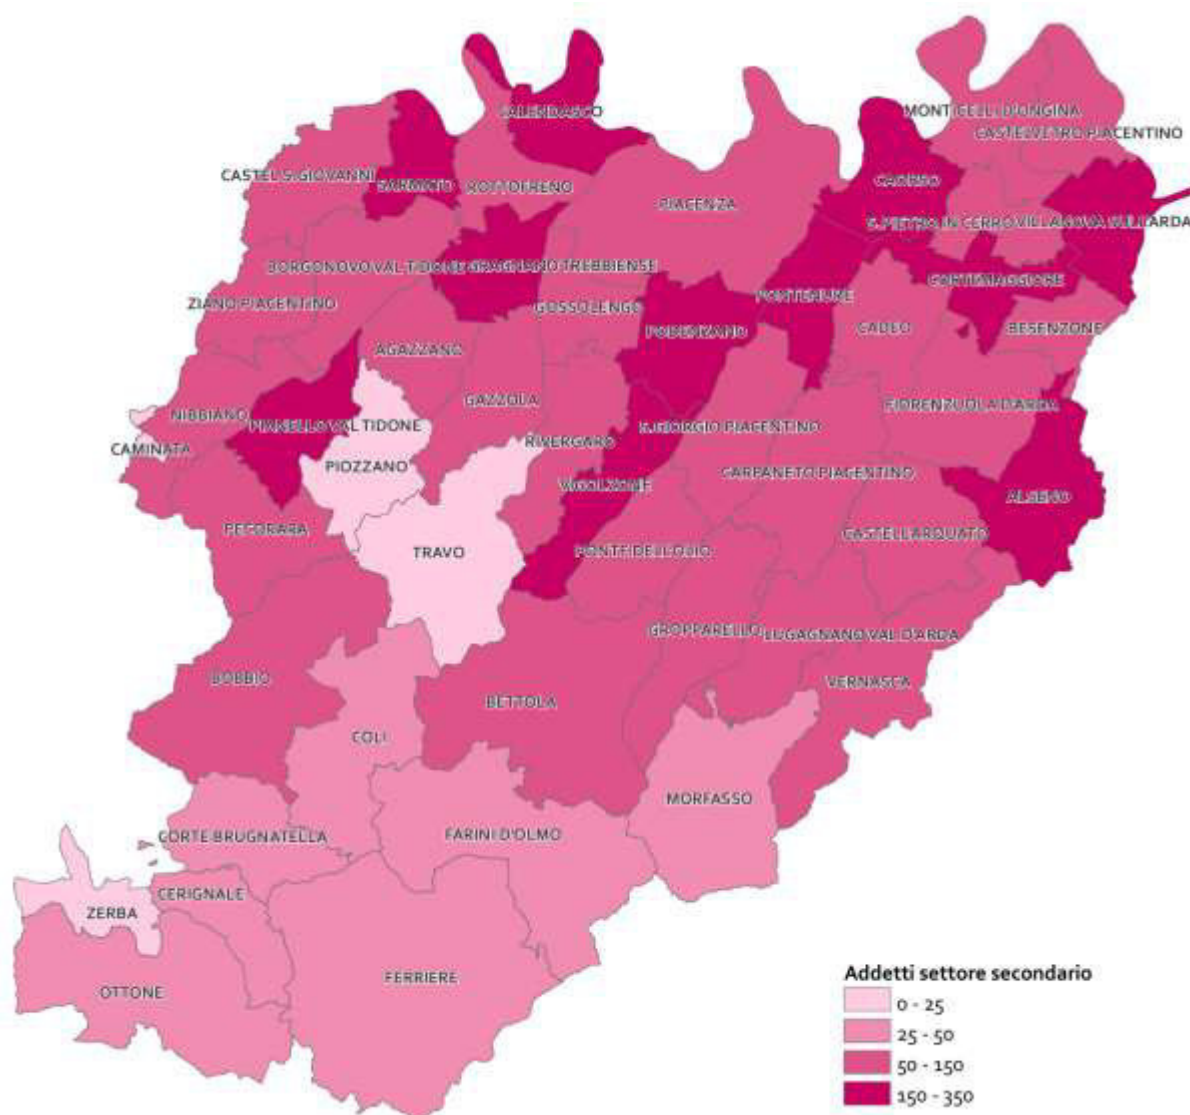 CALENDASCO
MONTICELLI D'ONGINA
CASTELVETRO PIACENTINO
CASTEL S.GIOVANNI
SARMATO
ROTTOFRENO
CAORSO
PIACENZA
S.PIETRO IN CERRO
VILLANOVA SULL'ARDA
BORGONOVO VAL TIDONE
GRAGNANO TREBBIENSE
CORTEMAGGIORE
ZIANO PIACENTINO
GOSSOLENGO
PONTENURE
PODENZANO
CADEO
BESENZONE
AGAZZANO
GAZZOLA
FIORENZUOLA D'ARDA
NIBBIANO
PIANELLO VAL TIDONE
S.GIORGIO PIACENTINO
RIVERGARO
CAMINATA
PIOZZANO
CARPANETO PIACENTINO
VIGOLZONE
ALSENO
PECORARA
CASTELLARQUATO
TRAVO
PONTE DELL'OLIO
GROPPARELLO
LUGAGNANO VAL D'ARDA
BOBBIO
VERNASCA
BETTOLA
COLI
MORFASSO
CORTE BRUGNATELLA
FARINI D'OLMO
CERIGNALE
ZERBA
FERRIERE
OTTONE
Addetti settore secondario
0 - 25
25 - 50
50 - 150
150 - 350